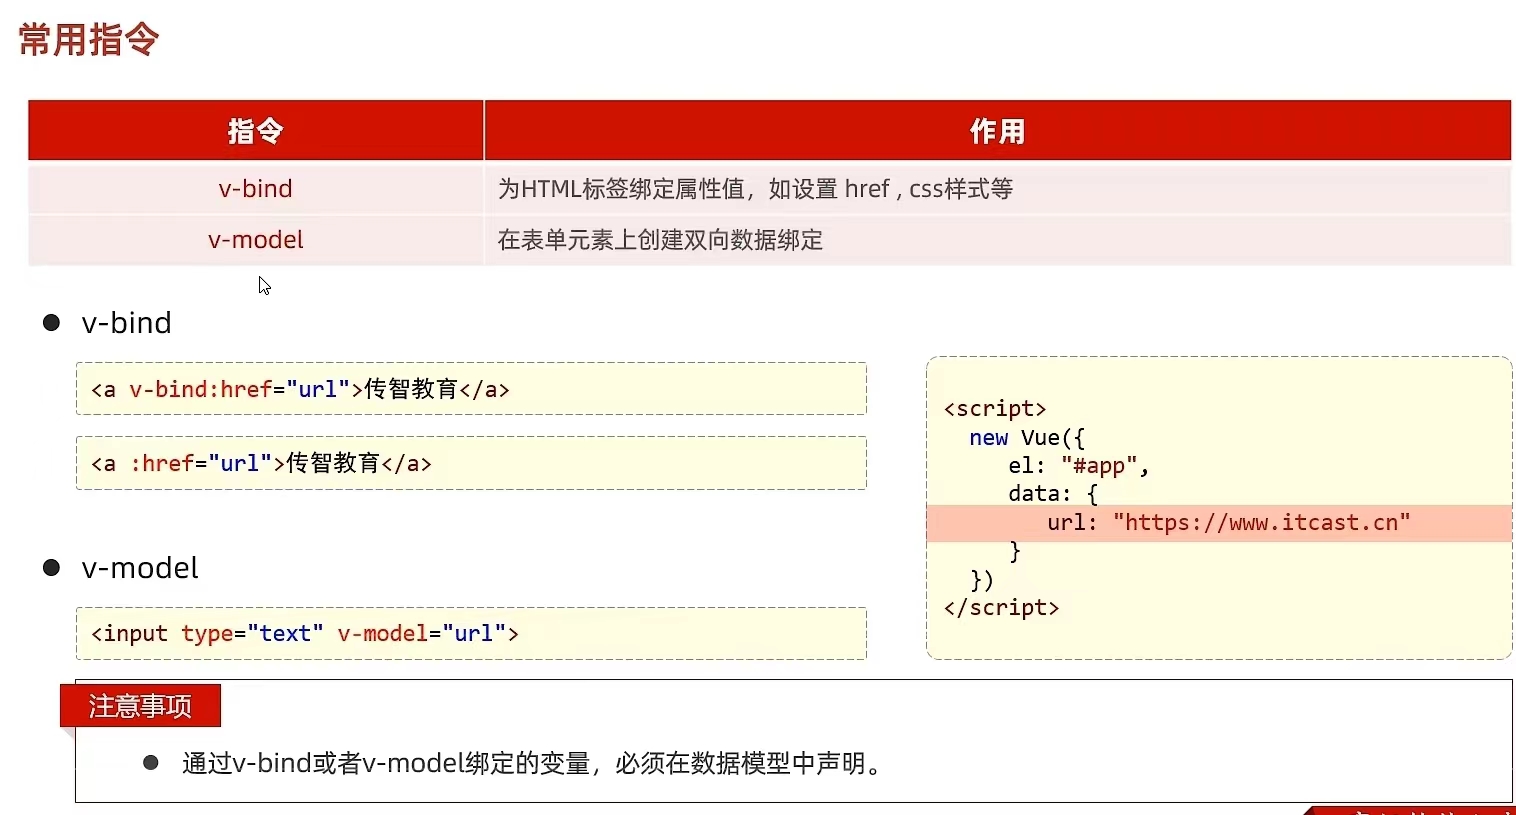 常用指令
指令 作用
v-bind 为HTML标签绑定属性值，如设置 href , css样式等
v-model 在表单元素上创建双向数据绑定
● v-bind
<a v-bind:href="url">传智教育</a>
<a :href="url">传智教育</a>
● v-model
<input type="text" v-model="url">
<script>
new Vue({
el: "#app",
data: {
url: "https://www.itcast.cn"
}
})
</script>
注意事项
● 通过v-bind或者v-model绑定的变量，必须在数据模型中声明。